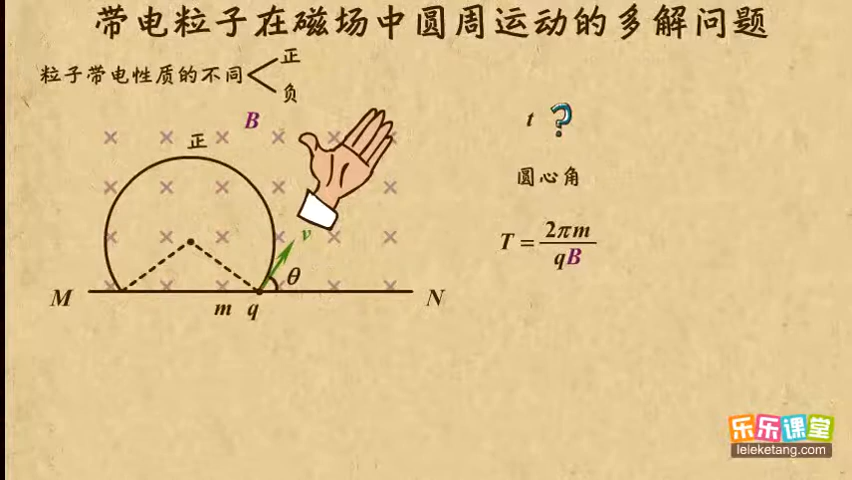 带电粒子在磁场中圆周运动的多解问题
粒子带电性质的不同
正
负
B
正
t ?
圆心角
v
T = 2πm / qB
θ
M
N
m q
乐乐课堂
leleketang.com